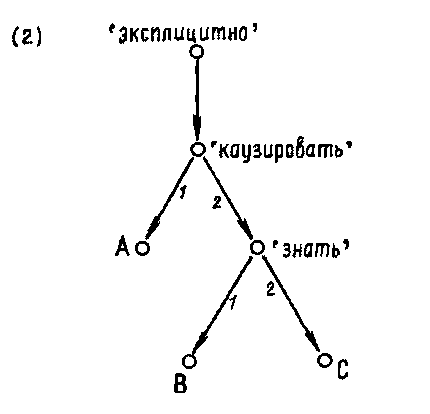 (2) 'эксплицитно'
'каузировать'
1 2
A 'знать'
1 2
B C